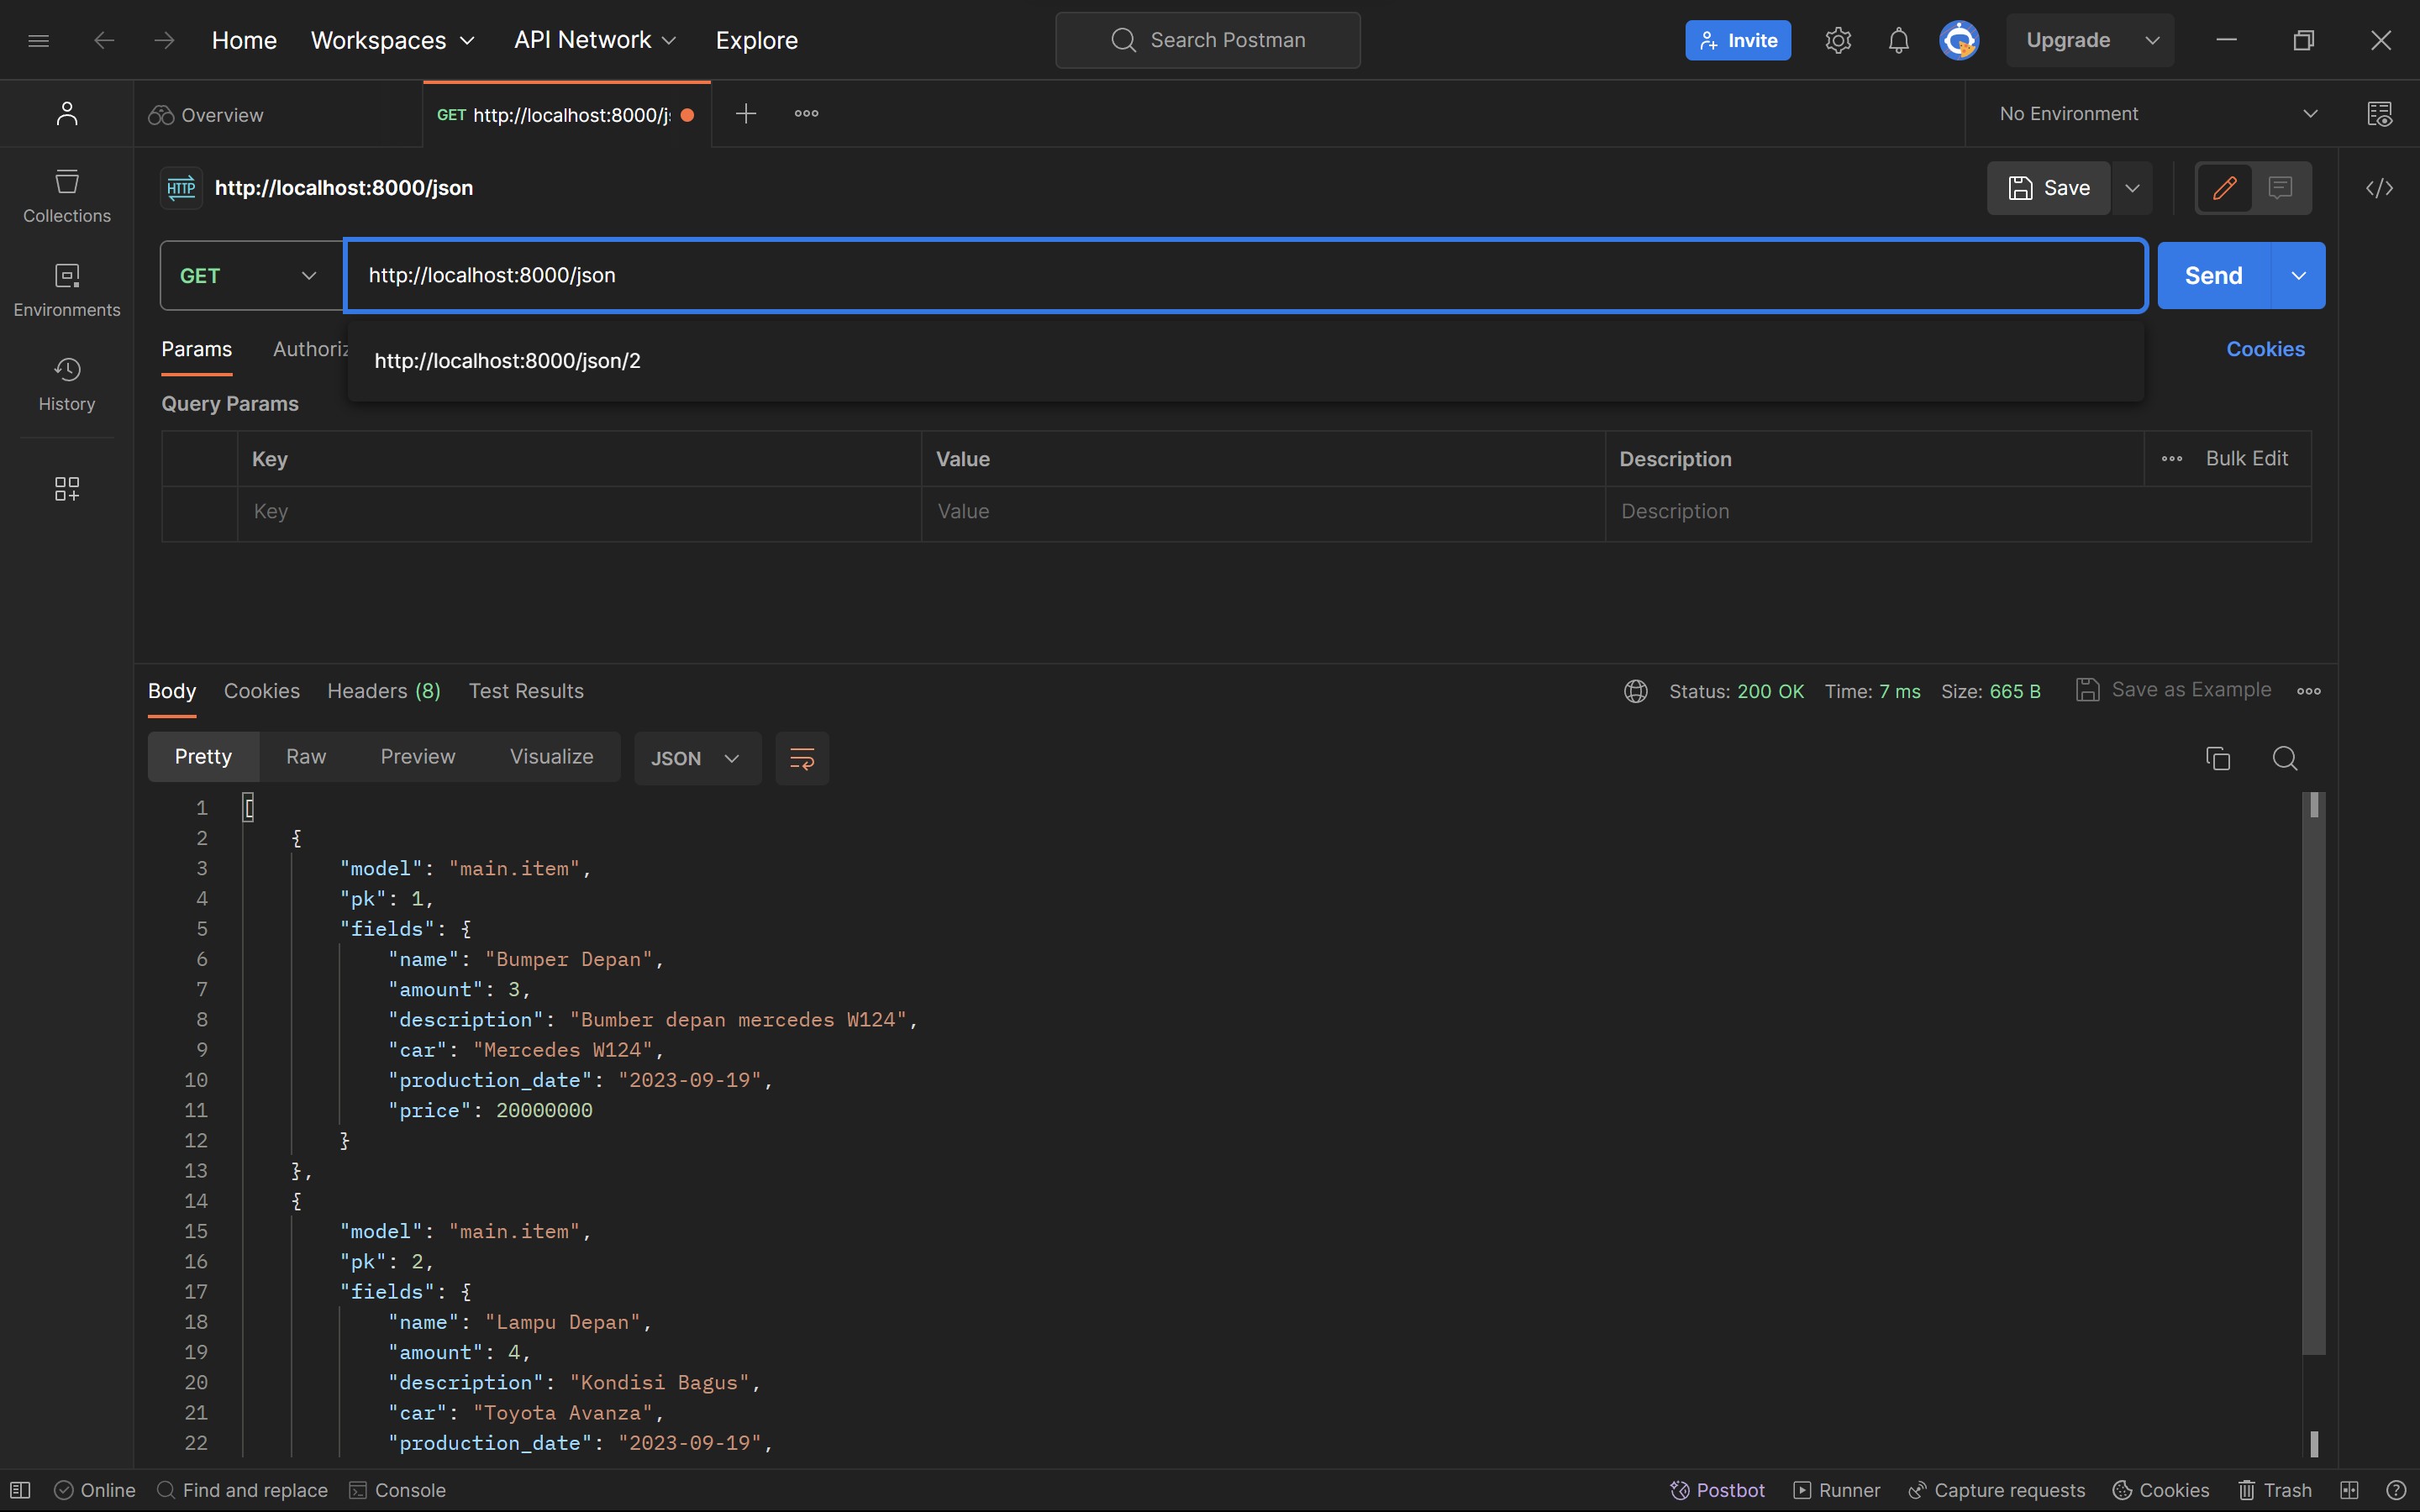 Home Workspaces API Network Explore Search Postman Invite Upgrade
Overview GET http://localhost:8000/j No Environment
HTTP http://localhost:8000/json Save
Collections
GET http://localhost:8000/json Send
Environments
Params Authoriz http://localhost:8000/json/2 Cookies
History
Query Params
Key Value Description Bulk Edit
Key Value Description
Body Cookies Headers (8) Test Results Status: 200 OK Time: 7 ms Size: 665 B Save as Example
Pretty Raw Preview Visualize JSON
1 [
2 {
3 "model": "main.item",
4 "pk": 1,
5 "fields": {
6 "name": "Bumper Depan",
7 "amount": 3,
8 "description": "Bumber depan mercedes W124",
9 "car": "Mercedes W124",
10 "production_date": "2023-09-19",
11 "price": 20000000
12 }
13 },
14 {
15 "model": "main.item",
16 "pk": 2,
17 "fields": {
18 "name": "Lampu Depan",
19 "amount": 4,
20 "description": "Kondisi Bagus",
21 "car": "Toyota Avanza",
22 "production_date": "2023-09-19",
Online Find and replace Console Postbot Runner Capture requests Cookies Trash